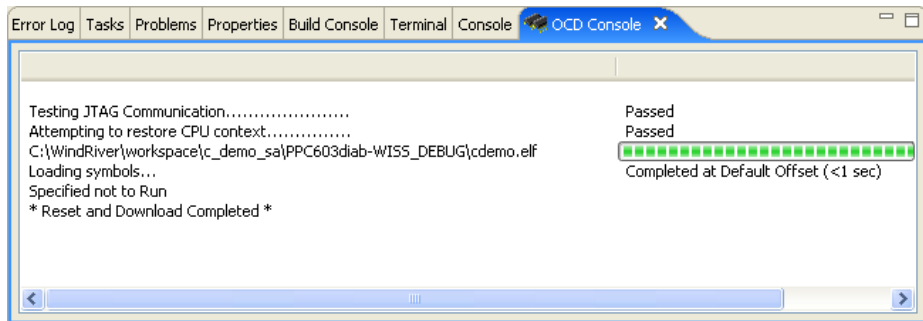 Error Log Tasks Problems Properties Build Console Terminal Console OCD Console
Testing JTAG Communication...................... Passed
Attempting to restore CPU context............... Passed
C:\WindRiver\workspace\c_demo_sa\PPC603diab-WISS_DEBUG\cdemo.elf
Loading symbols... Completed at Default Offset (<1 sec)
Specified not to Run
* Reset and Download Completed *